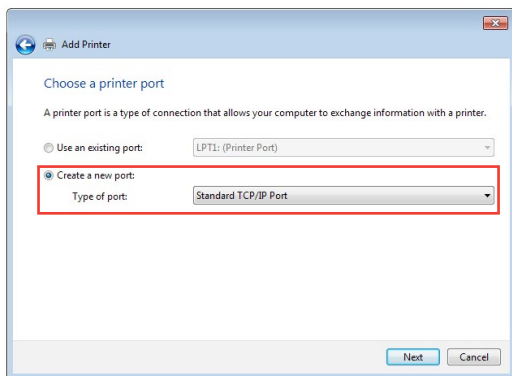 Add Printer
Choose a printer port
A printer port is a type of connection that allows your computer to exchange information with a printer.
Use an existing port: LPT1: (Printer Port)
Create a new port:
Type of port: Standard TCP/IP Port
Next Cancel